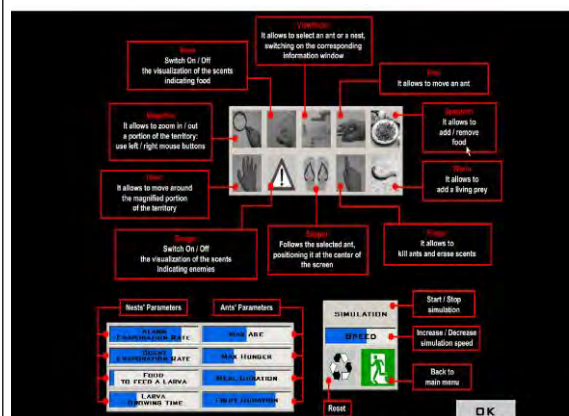 Viewfinder
It allows to select an ant or a nest,
switching on the corresponding
information window
Nose
Switch On / Off
the visualization of the scents
indicating food
It allows to move an ant
Magnifier
It allows to zoom in / out
a portion of the territory:
use left / right mouse buttons
It allows to
add / remove
food
Hand
It allows to move around
the magnified portion
of the territory
Worm
It allows to
add a living prey
Danger
Switch On / Off
the visualization of the scents
indicating enemies
Follows the selected ant,
positioning it at the center of
the screen
Finger
It allows to
kill ants and erase scents
Nests' Parameters
Ants' Parameters
ALARM
EVAPORATION RATE
SCENT
EVAPORATION RATE
FOOD
TO FEED A LARVA
LARVA
GROWING TIME
MAX AGE
MAX HUNGER
MEAL DURATION
FIGHT DURATION
SIMULATION
SPEED
Start / Stop
simulation
Increase / Decrease
simulation speed
Back to
main menu
Reset
OK